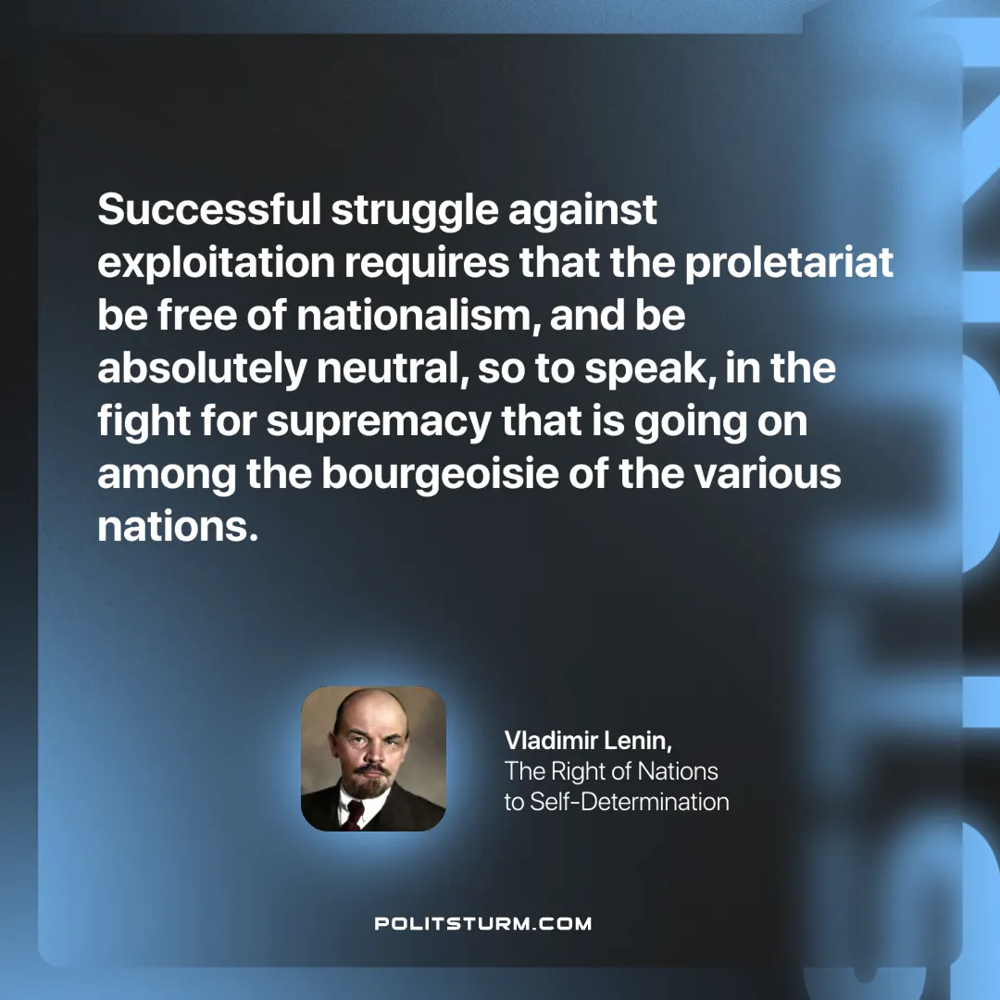 Successful struggle against
exploitation requires that the proletariat
be free of nationalism, and be
absolutely neutral, so to speak, in the
fight for supremacy that is going on
among the bourgeoisie of the various
nations.
Vladimir Lenin,
The Right of Nations
to Self-Determination
POLITSTURM.COM